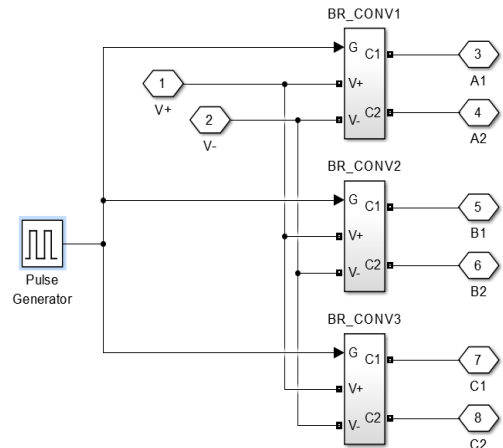 BR_CONV1
G
C1
3
A1
1
V+
V+
2
V-
V-
C2
4
A2
BR_CONV2
G
C1
5
B1
V+
V-
C2
6
B2
Pulse
Generator
BR_CONV3
G
C1
7
C1
V+
V-
C2
8
C2